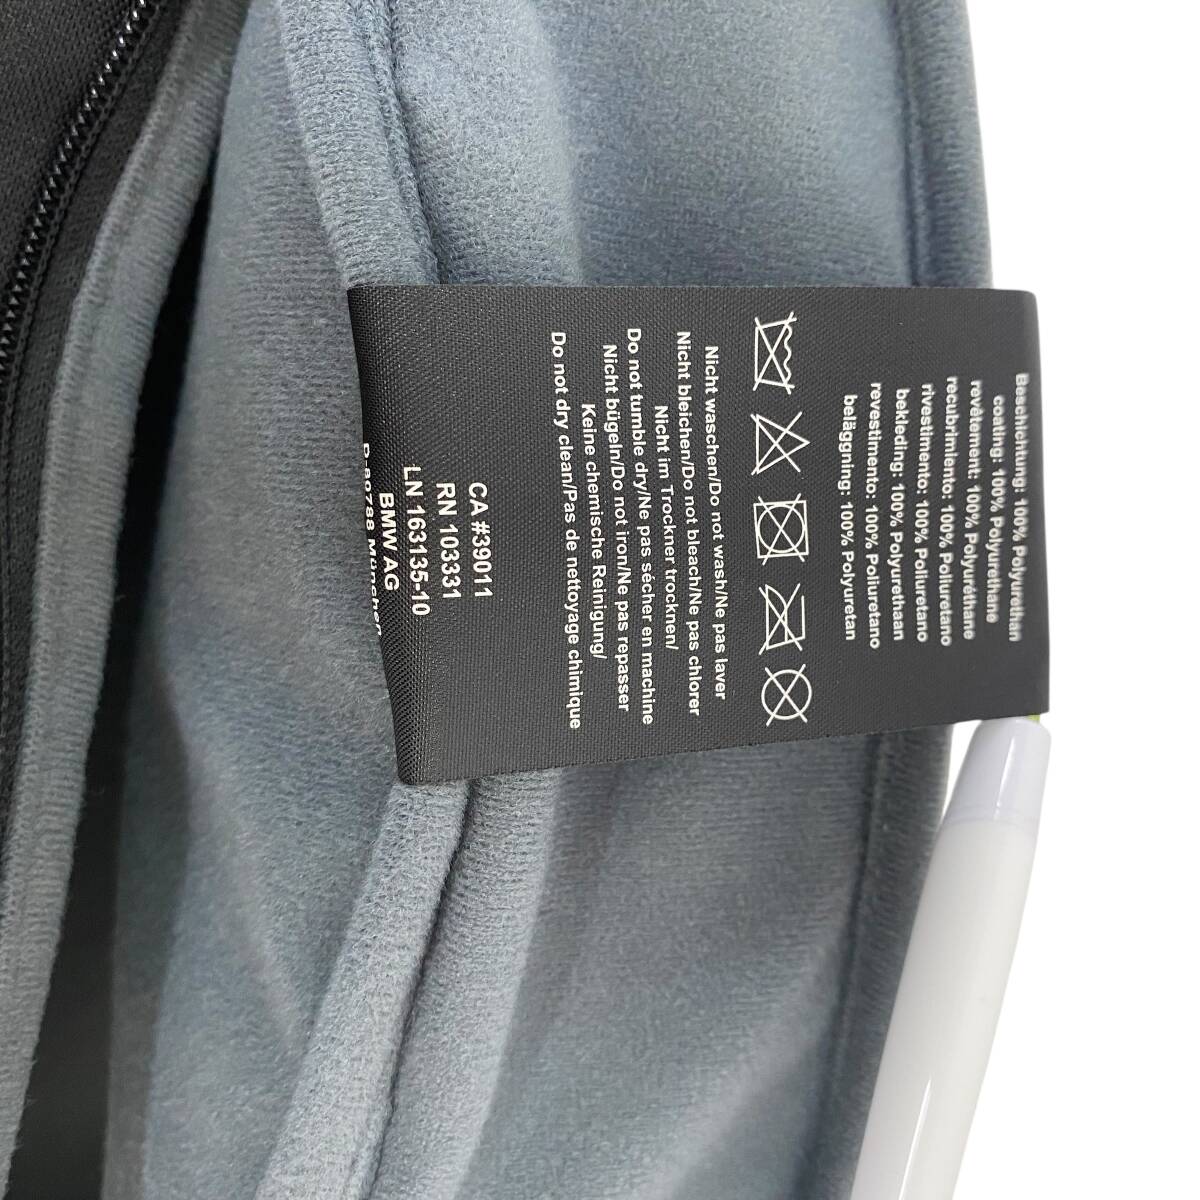 Beschichtung: 100% Polyurethan
coating: 100% Polyurethane
revêtement: 100% Polyuréthane
recubrimiento: 100% Poliuretano
rivestimento: 100% Poliuretano
bekleding: 100% Polyurethaan
revestimento: 100% Poliuretano
beläggning: 100% Polyuretan
Nicht waschen/Do not wash/Ne pas laver
Nicht bleichen/Do not bleach/Ne pas chlorer
Nicht im Trockner trocknen/
Do not tumble dry/Ne pas sécher en machine
Nicht bügeln/Do not iron/Ne pas repasser
Keine chemische Reinigung/
Do not dry clean/Pas de nettoyage chimique
CA #39011
RN 103331
LN 163135-10
BMW AG
D-80788 München